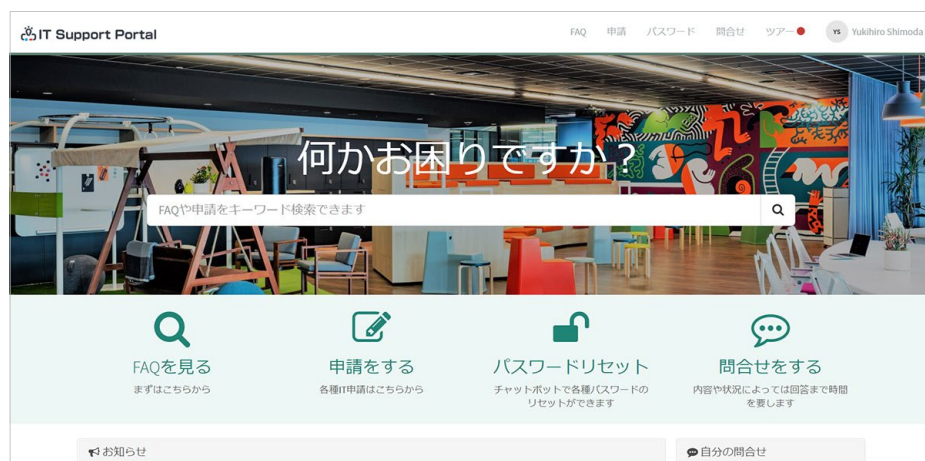 IT Support Portal
FAQ 申請 パスワード 問合せ ツアー YS Yukihiro Shimoda
何かお困りですか？
FAQや申請をキーワード検索できます
FAQを見る
まずはこちらから
申請をする
各種IT申請はこちらから
パスワードリセット
チャットボットで各種パスワードの
リセットができます
問合せをする
内容や状況によっては回答まで時間
を要します
お知らせ
自分の問合せ